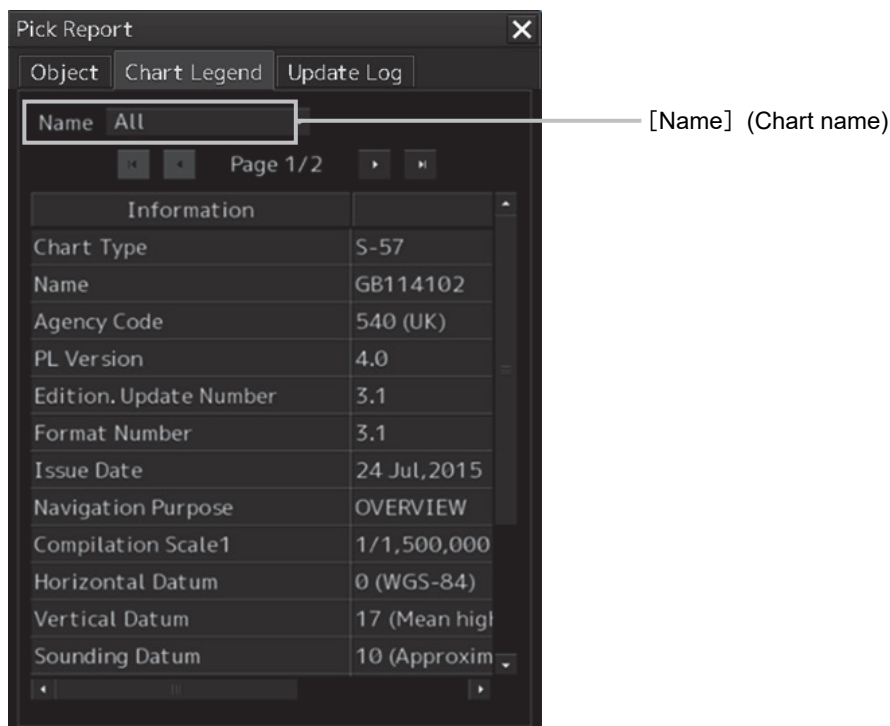 Pick Report
Object Chart Legend Update Log
Name All
[Name] (Chart name)
Page 1/2
Information
Chart Type S-57
Name GB114102
Agency Code 540 (UK)
PL Version 4.0
Edition.Update Number 3.1
Format Number 3.1
Issue Date 24 Jul,2015
Navigation Purpose OVERVIEW
Compilation Scale1 1/1,500,000
Horizontal Datum 0 (WGS-84)
Vertical Datum 17 (Mean high
Sounding Datum 10 (Approxim